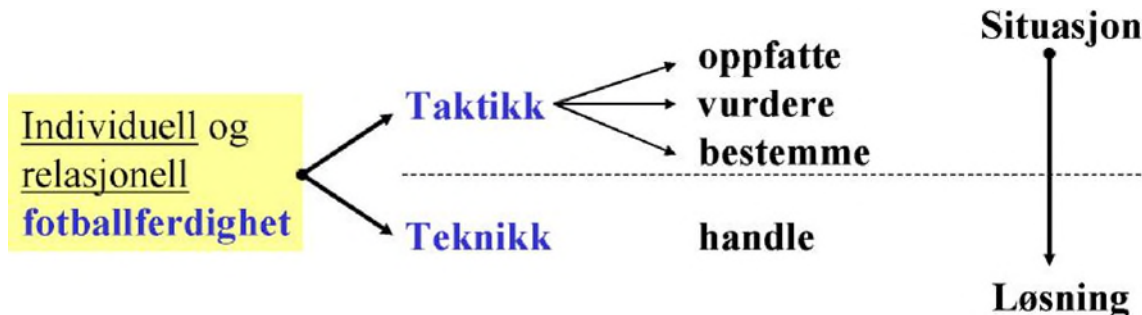 Individuell og
relasjonell
fotballferdighet
Taktikk
Teknikk
oppfatte
vurdere
bestemme
handle
Situasjon
Løsning